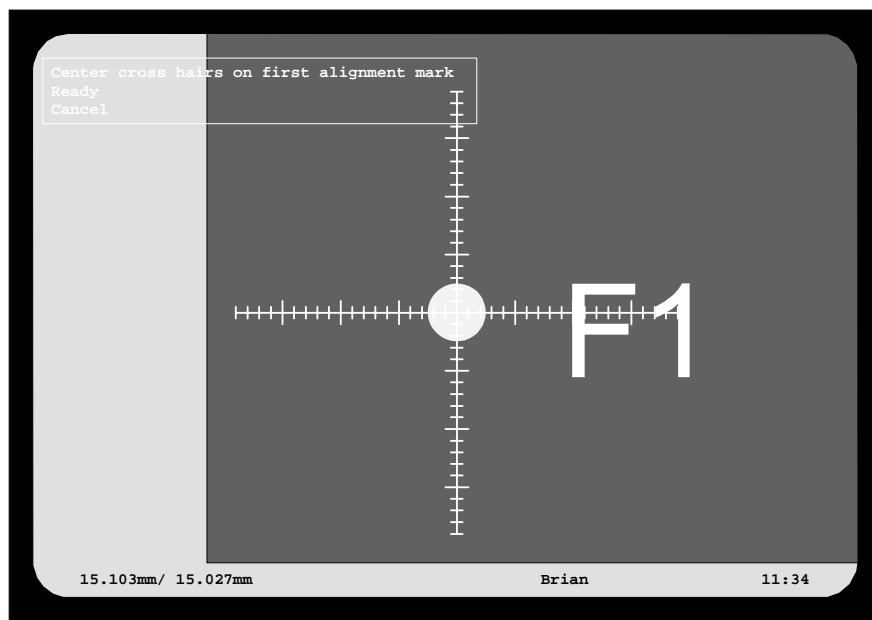 Center cross hairs on first alignment mark
Ready
Cancel
F1
15.103mm/ 15.027mm Brian 11:34